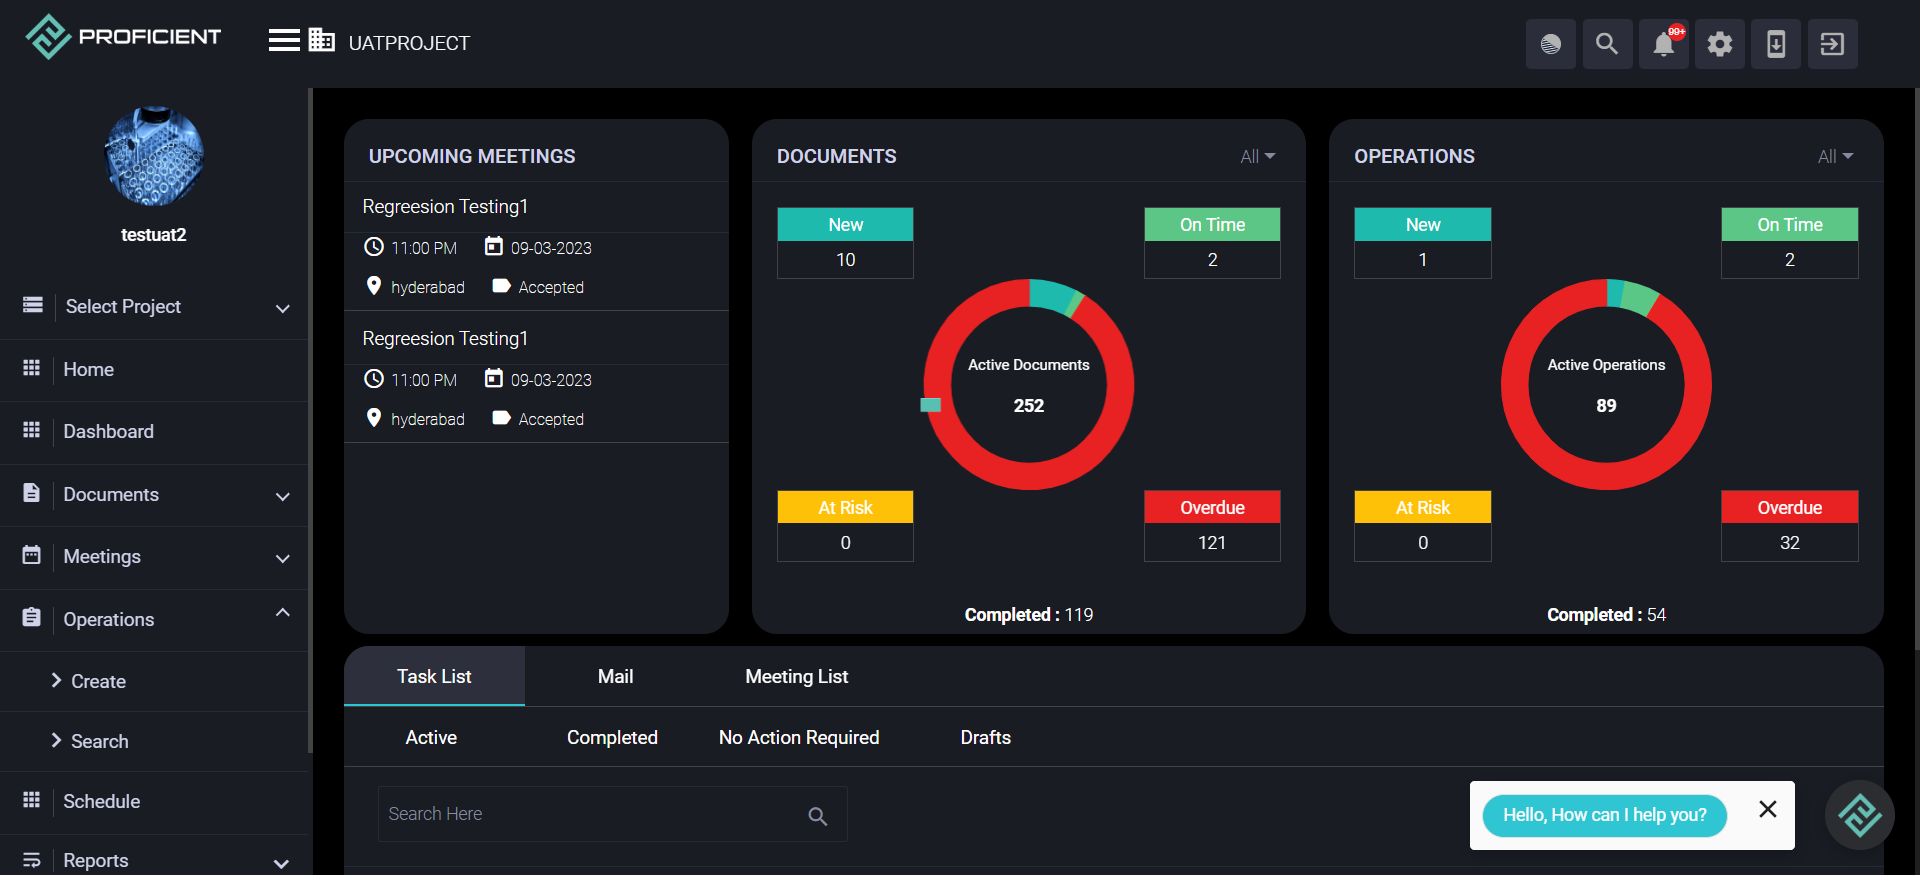 PROFICIENT
UATPROJECT
99+
testuat2
Select Project
Home
Dashboard
Documents
Meetings
Operations
Create
Search
Schedule
Reports
UPCOMING MEETINGS
Regreesion Testing1
11:00 PM 09-03-2023
hyderabad Accepted
Regreesion Testing1
11:00 PM 09-03-2023
hyderabad Accepted
DOCUMENTS All
New On Time
10 2
Active Documents
252
At Risk Overdue
0 121
Completed : 119
OPERATIONS All
New On Time
1 2
Active Operations
89
At Risk Overdue
0 32
Completed : 54
Task List Mail Meeting List
Active Completed No Action Required Drafts
Search Here
Hello, How can I help you?